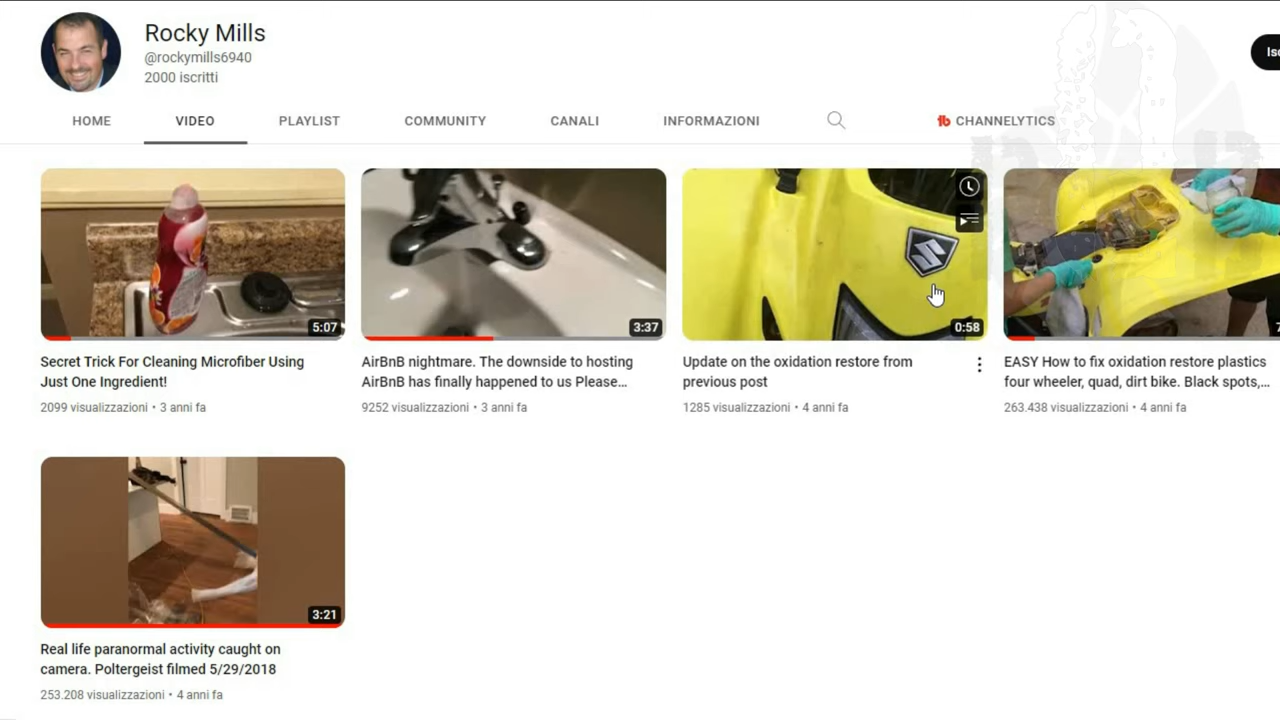 Rocky Mills
@rockymills6940
2000 iscritti
HOME
VIDEO
PLAYLIST
COMMUNITY
CANALI
INFORMAZIONI
CHANNELYTICS
5:07
3:37
0:58
Secret Trick For Cleaning Microfiber Using
Just One Ingredient!
2099 visualizzazioni • 3 anni fa
AirBnB nightmare. The downside to hosting
AirBnB has finally happened to us Please...
9252 visualizzazioni • 3 anni fa
Update on the oxidation restore from
previous post
1285 visualizzazioni • 4 anni fa
EASY How to fix oxidation restore plastics
four wheeler, quad, dirt bike. Black spots,...
263.438 visualizzazioni • 4 anni fa
3:21
Real life paranormal activity caught on
camera. Poltergeist filmed 5/29/2018
253.208 visualizzazioni • 4 anni fa